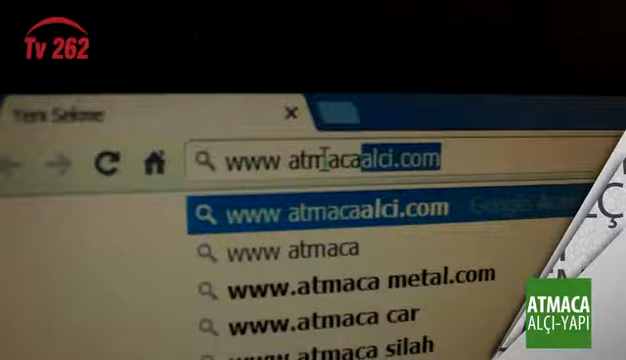 Tv 262
Yeni Sekme
www atmacaalci.com
www atmacaalci.com
www atmaca
www.atmaca metal.com
www.atmaca car
www.atmaca silah
ATMACA
ALÇI-YAPI